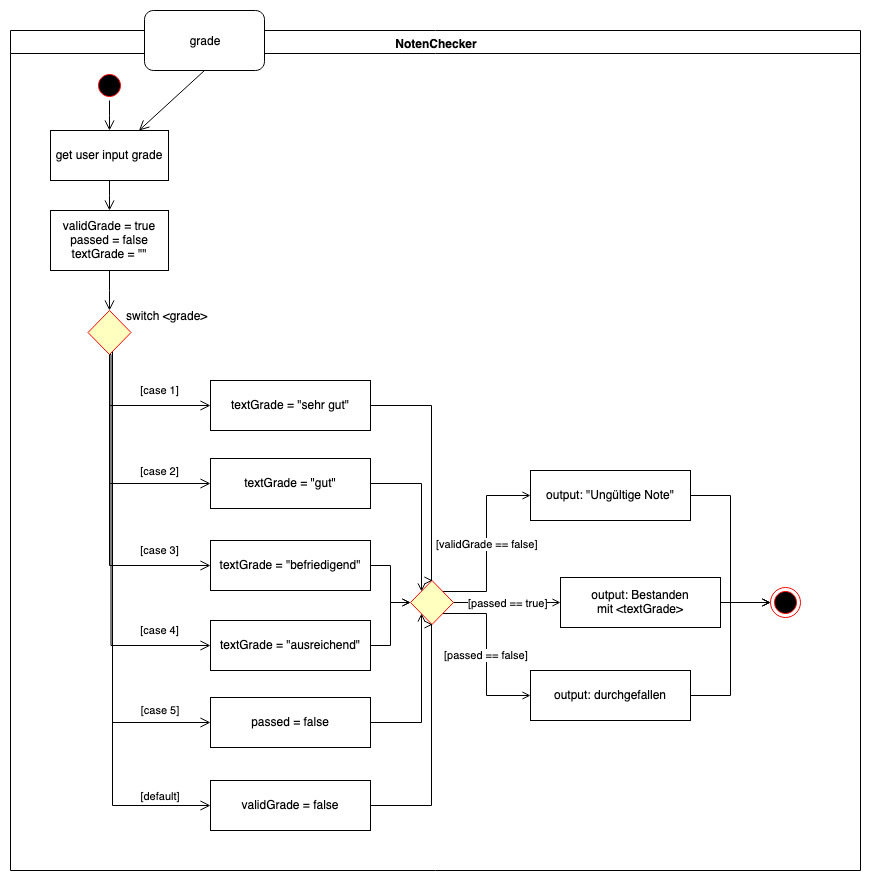 grade
NotenChecker
get user input grade
validGrade = true
passed = false
textGrade = ""
switch <grade>
[case 1]
textGrade = "sehr gut"
[case 2]
textGrade = "gut"
[case 3]
textGrade = "befriedigend"
[case 4]
textGrade = "ausreichend"
[case 5]
passed = false
[default]
validGrade = false
[validGrade == false]
output: "Ungültige Note"
[passed == true]
output: Bestanden
mit <textGrade>
[passed == false]
output: durchgefallen